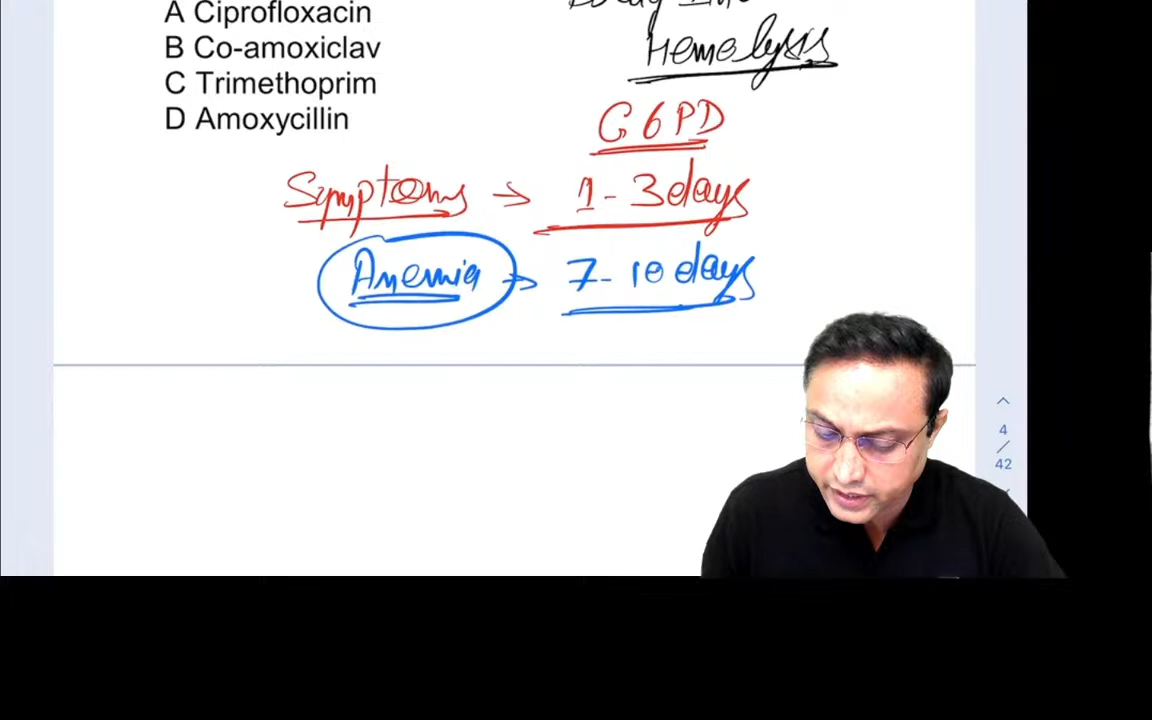 A Ciprofloxacin
B Co-amoxiclav
C Trimethoprim
D Amoxycillin
Hemolysis
G6PD
Symptoms → 1-3 days
Anemia → 7-10 days
4
/
42